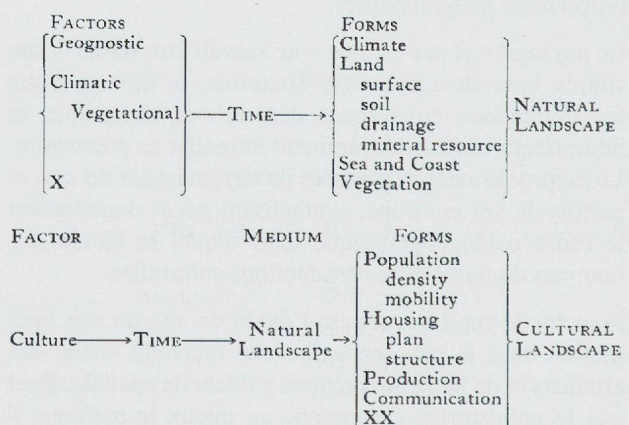 FACTORS FORMS
Geognostic Climate
Land
Climatic surface
soil
Vegetational TIME drainage NATURAL LANDSCAPE
mineral resource
Sea and Coast
X Vegetation
FACTOR MEDIUM FORMS
Population
density
mobility
Housing
Culture TIME Natural Landscape plan CULTURAL LANDSCAPE
structure
Production
Communication
XX